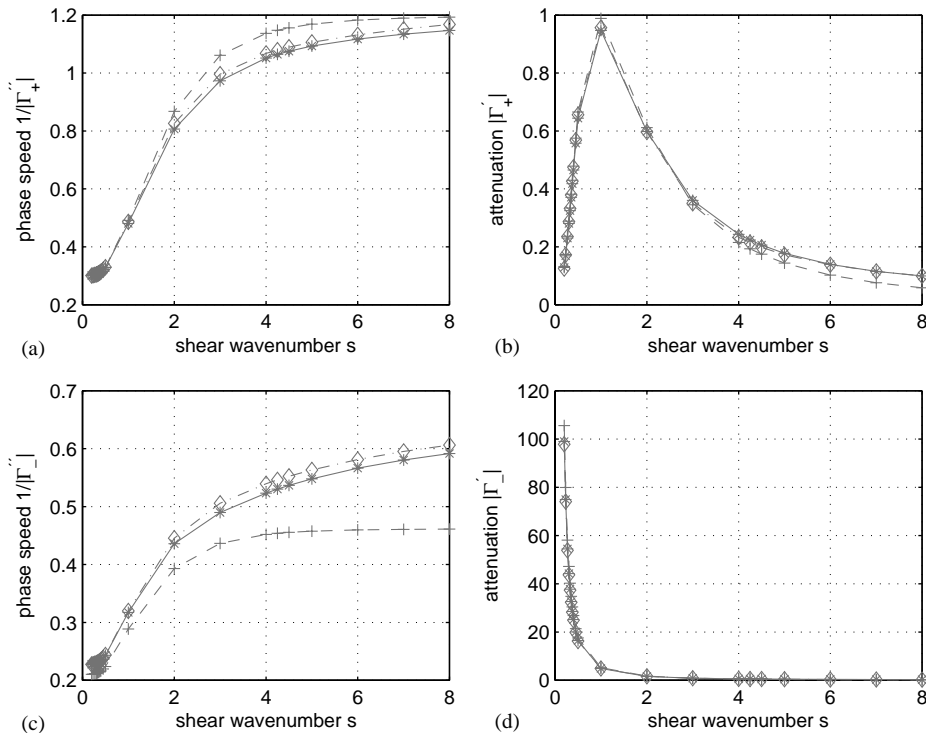 1.2
1
0.8
0.6
0.4
0.2
phase speed 1/|Γ″₊|
0 2 4 6 8
shear wavenumber s
(a)
1
0.8
0.6
0.4
0.2
0
attenuation |Γ′₊|
0 2 4 6 8
shear wavenumber s
(b)
0.7
0.6
0.5
0.4
0.3
0.2
phase speed 1/|Γ″₋|
0 2 4 6 8
shear wavenumber s
(c)
120
100
80
60
40
20
0
attenuation |Γ′₋|
0 2 4 6 8
shear wavenumber s
(d)